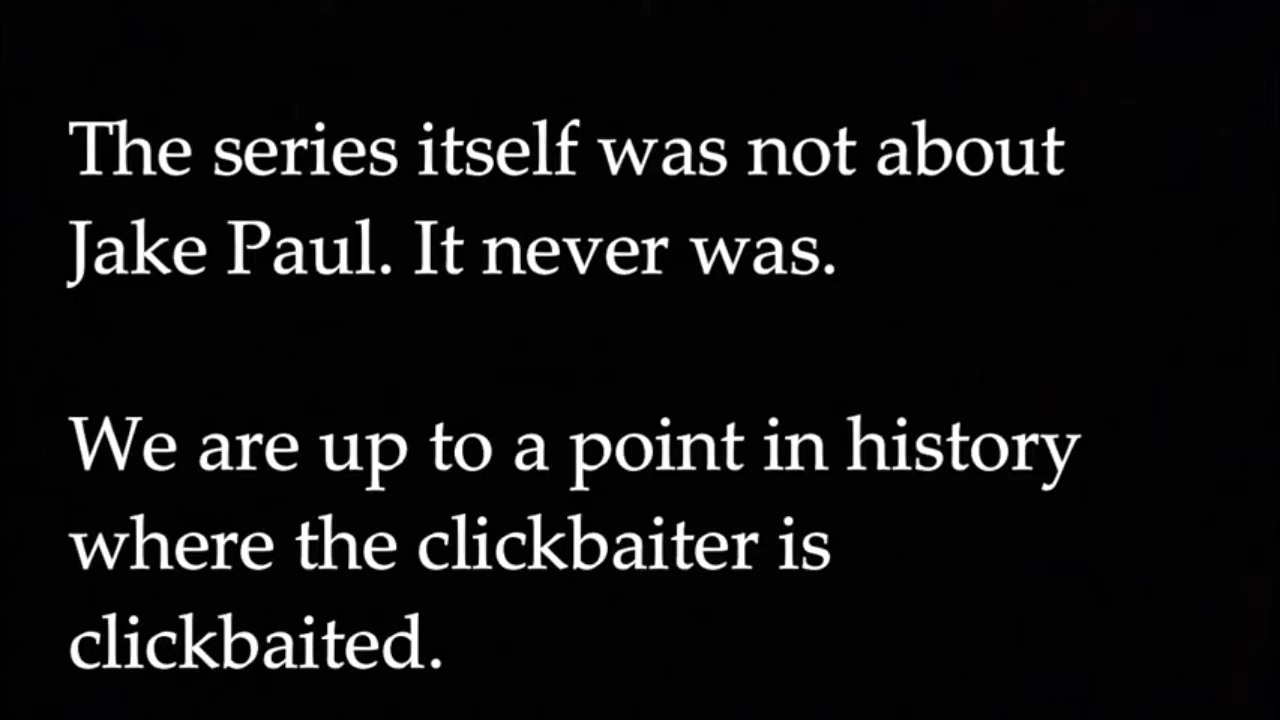 The series itself was not about
Jake Paul. It never was.
We are up to a point in history
where the clickbaiter is
clickbaited.